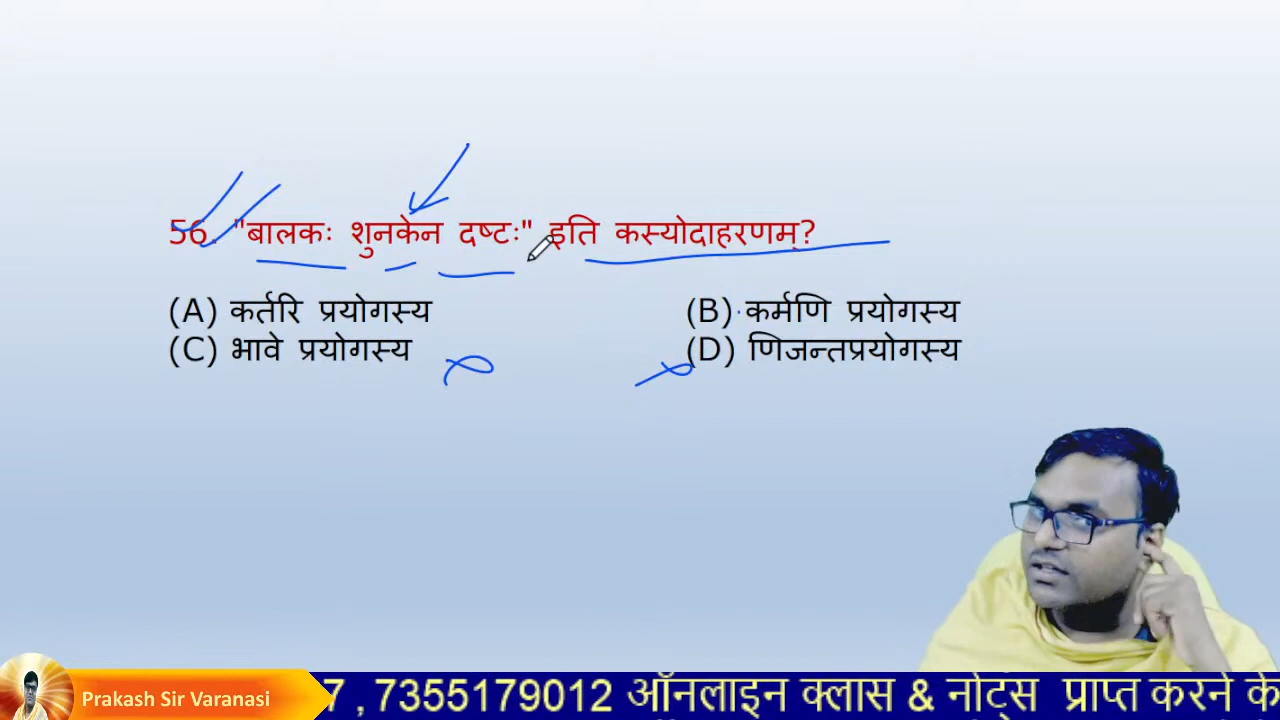 56. "बालकः शुनकेन दष्टः" इति कस्योदाहरणम्?
(A) कर्तरि प्रयोगस्य (B) कर्मणि प्रयोगस्य
(C) भावे प्रयोगस्य (D) णिजन्तप्रयोगस्य
Prakash Sir Varanasi
7 , 7355179012 ऑनलाइन क्लास & नोट्स प्राप्त करने के